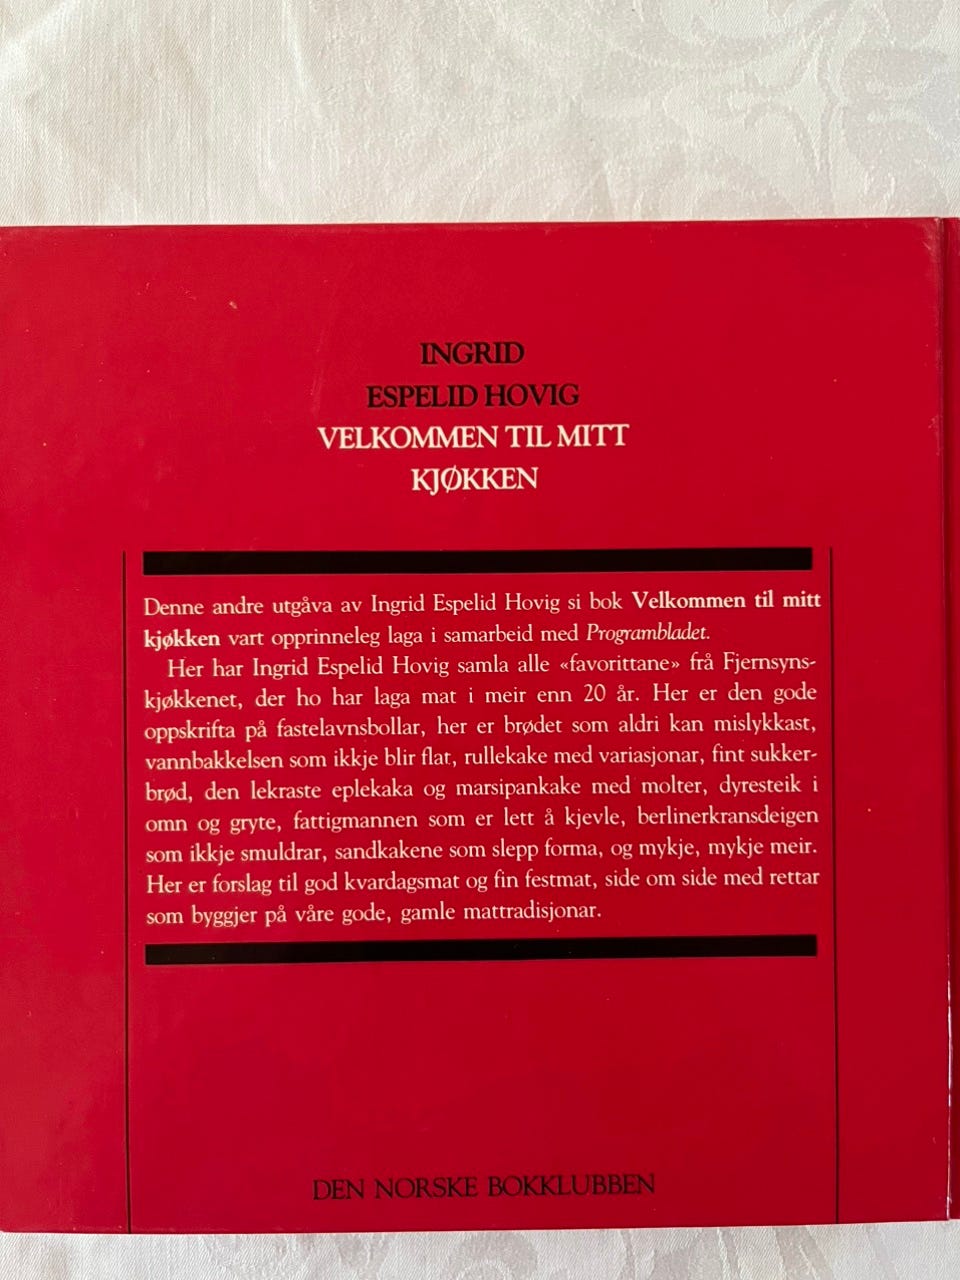 INGRID
ESPELID HOVIG
VELKOMMEN TIL MITT
KJØKKEN
Denne andre utgåva av Ingrid Espelid Hovig si bok Velkommen til mitt
kjøkken vart opprinneleg laga i samarbeid med Programbladet.
Her har Ingrid Espelid Hovig samla alle «favorittane» frå Fjernsyns-
kjøkkenet, der ho har laga mat i meir enn 20 år. Her er den gode
oppskrifta på fastelavnsbollar, her er brødet som aldri kan mislykkast,
vannbakkelsen som ikkje blir flat, rullekake med variasjonar, fint sukker-
brød, den lekraste eplekaka og marsipankake med molter, dyresteik i
omn og gryte, fattigmannen som er lett å kjevle, berlinerkransdeigen
som ikkje smuldrar, sandkakene som slepp forma, og mykje, mykje meir.
Her er forslag til god kvardagsmat og fin festmat, side om side med rettar
som byggjer på våre gode, gamle mattradisjonar.
DEN NORSKE BOKKLUBBEN